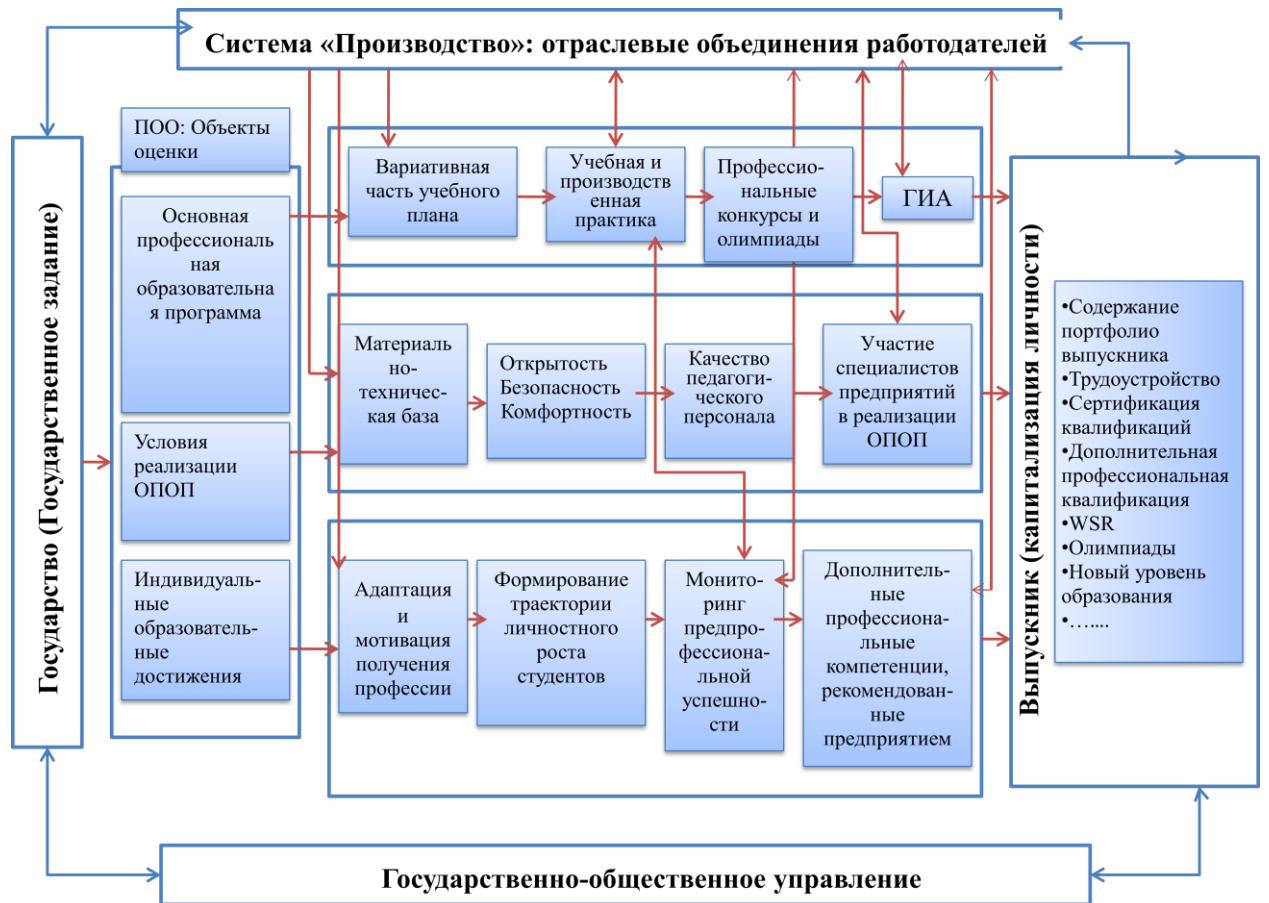 Система «Производство»: отраслевые объединения работодателей
Государство (Государственное задание)
ПОО: Объекты
оценки
Основная
профессиональ
ная
образовательна
я программа
Условия
реализации
ОПОП
Индивидуаль-
ные
образователь-
ные
достижения
Вариативная
часть учебного
плана
Учебная и
производств
енная
практика
Профессио-
нальные
конкурсы и
олимпиады
ГИА
Материаль
но-
техничес-
кая база
Открытость
Безопасность
Комфортность
Качество
педагоги-
ческого
персонала
Участие
специалистов
предприятий
в реализации
ОПОП
Адаптация
и
мотивация
получения
профессии
Формирование
траектории
личностного
роста
студентов
Монито-
ринг
предпро-
фессиона-
льной
успешно-
сти
Дополнитель-
ные
профессиона-
льные
компетенции,
рекомендован-
ные
предприятием
Выпускник (капитализация личности)
•Содержание
портфолио
выпускника
•Трудоустройство
•Сертификация
квалификаций
•Дополнительная
профессиональная
квалификация
•WSR
•Олимпиады
•Новый уровень
образования
•…....
Государственно-общественное управление